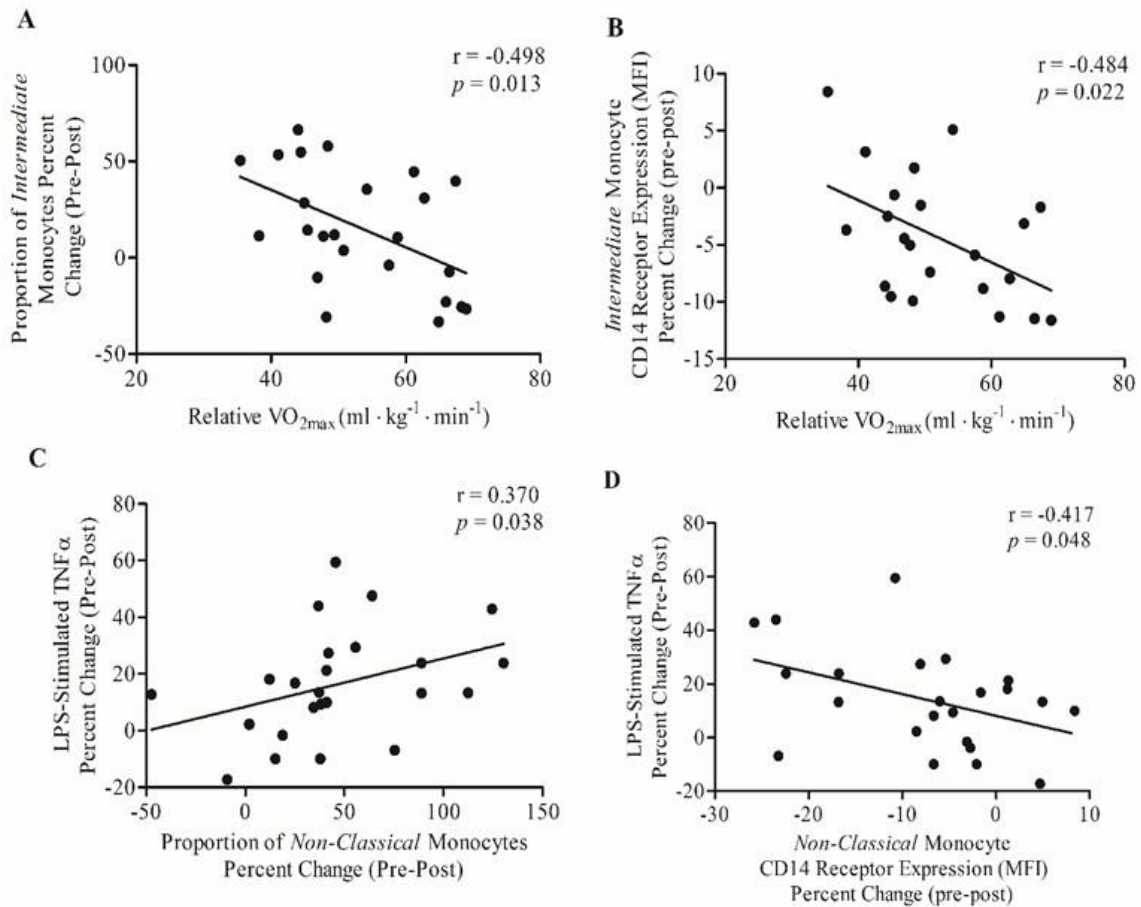 A
r = -0.498
p = 0.013
Proportion of Intermediate
Monocytes Percent
Change (Pre-Post)
100
50
0
-50
20
40
60
80
Relative VO2max (ml · kg-1 · min-1)
B
r = -0.484
p = 0.022
Intermediate Monocyte
CD14 Receptor Expression (MFI)
Percent Change (pre-post)
10
5
0
-5
-10
-15
20
40
60
80
Relative VO2max (ml · kg-1 · min-1)
C
r = 0.370
p = 0.038
LPS-Stimulated TNFα
Percent Change (Pre-Post)
80
60
40
20
0
-20
-50
0
50
100
150
Proportion of Non-Classical Monocytes
Percent Change (Pre-Post)
D
r = -0.417
p = 0.048
LPS-Stimulated TNFα
Percent Change (Pre-Post)
80
60
40
20
0
-20
-30
-20
-10
0
10
Non-Classical Monocyte
CD14 Receptor Expression (MFI)
Percent Change (pre-post)